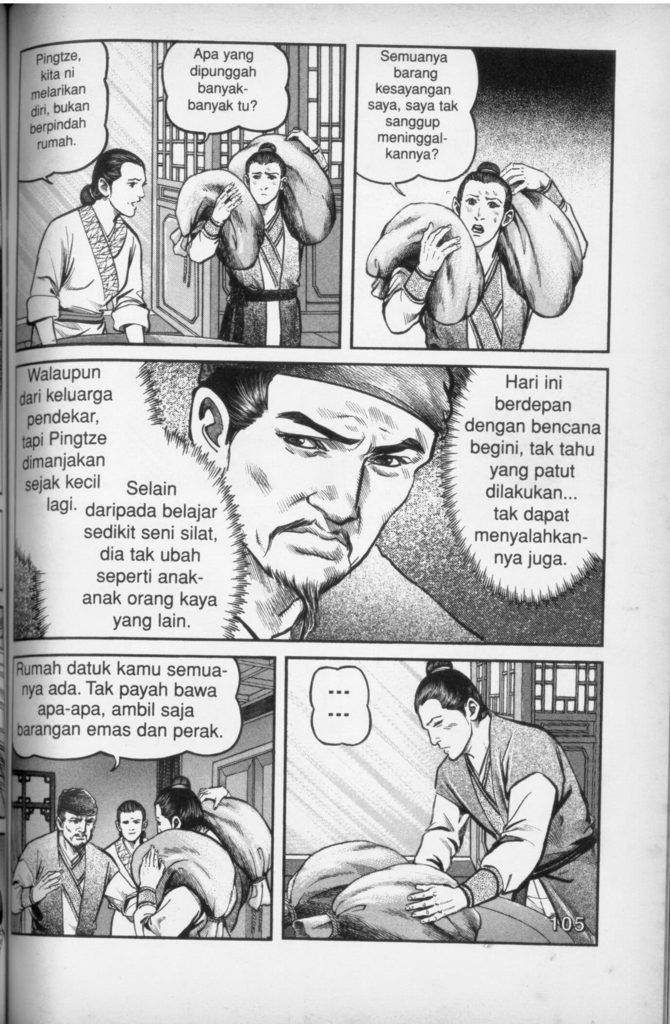 Pingtze,
kita ni
melarikan
diri, bukan
berpindah
rumah.
Apa yang
dipunggah
banyak-
banyak tu?
Semuanya
barang
kesayangan
saya, saya tak
sanggup
meninggal-
kannya?
Walaupun
dari keluarga
pendekar,
tapi Pingtze
dimanjakan
sejak kecil
lagi.
Selain
daripada belajar
sedikit seni silat,
dia tak ubah
seperti anak-
anak orang kaya
yang lain.
Hari ini
berdepan
dengan bencana
begini, tak tahu
yang patut
dilakukan...
tak dapat
menyalahkan-
nya juga.
Rumah datuk kamu semua-
nya ada. Tak payah bawa
apa-apa, ambil saja
barangan emas dan perak.
...
...
105